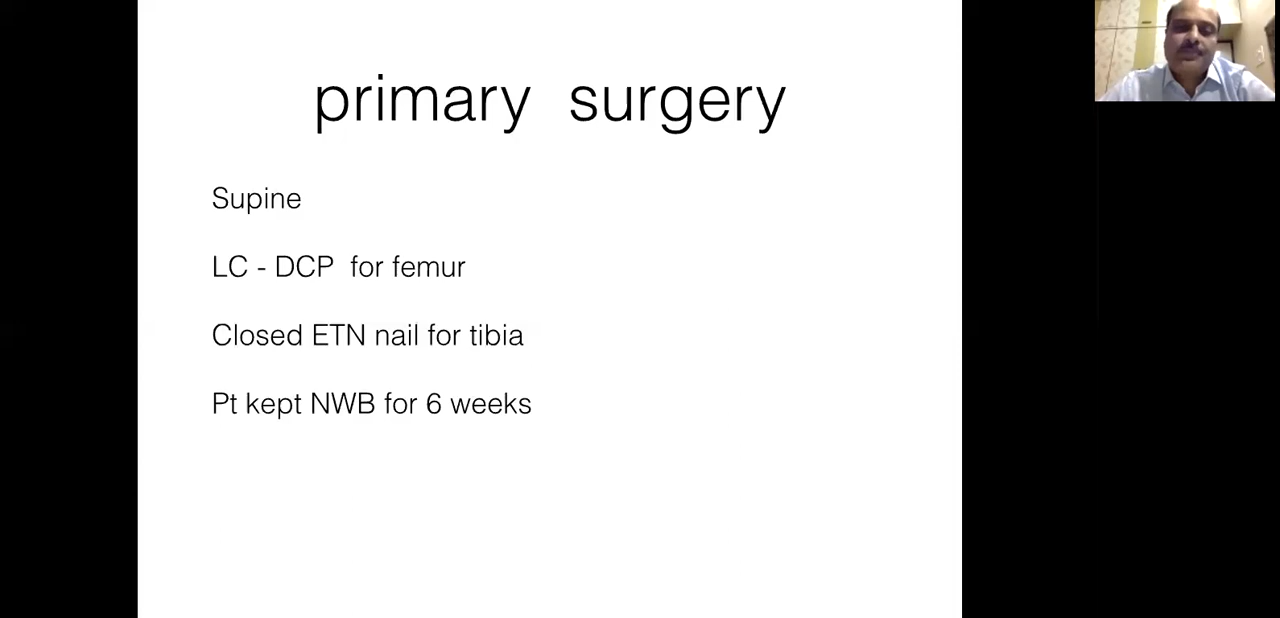 primary surgery
Supine
LC - DCP for femur
Closed ETN nail for tibia
Pt kept NWB for 6 weeks